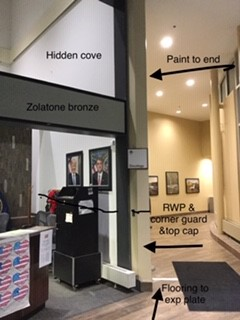 Hidden cove
Paint to end
Zolatone bronze
RWP &
corner guard
&top cap
Flooring to
exp plate